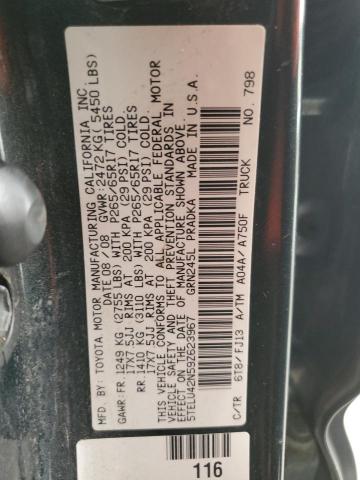 MFD. BY: TOYOTA MOTOR MANUFACTURING CALIFORNIA, INC.
DATE 08/08 GVWR: 2472 KG (5450 LBS)
GAWR: FR. 1249 KG (2755 LBS) WITH P265/65R17 TIRES
17X7.5JJ RIMS AT 200 KPA (29 PSI) COLD.
RR. 1410 KG (3110 LBS) WITH P265/65R17 TIRES
17X7.5JJ RIMS AT 200 KPA (29 PSI) COLD.
THIS VEHICLE CONFORMS TO ALL APPLICABLE FEDERAL MOTOR
VEHICLE SAFETY AND THEFT PREVENTION STANDARDS IN
EFFECT ON THE DATE OF MANUFACTURE SHOWN ABOVE.
5TELU42N59Z623967 GRN245L PRADKA U.S.A.
TRUCK
C/TR 6T8/FJ13 A/TM A04A/A750F NO. 798
116